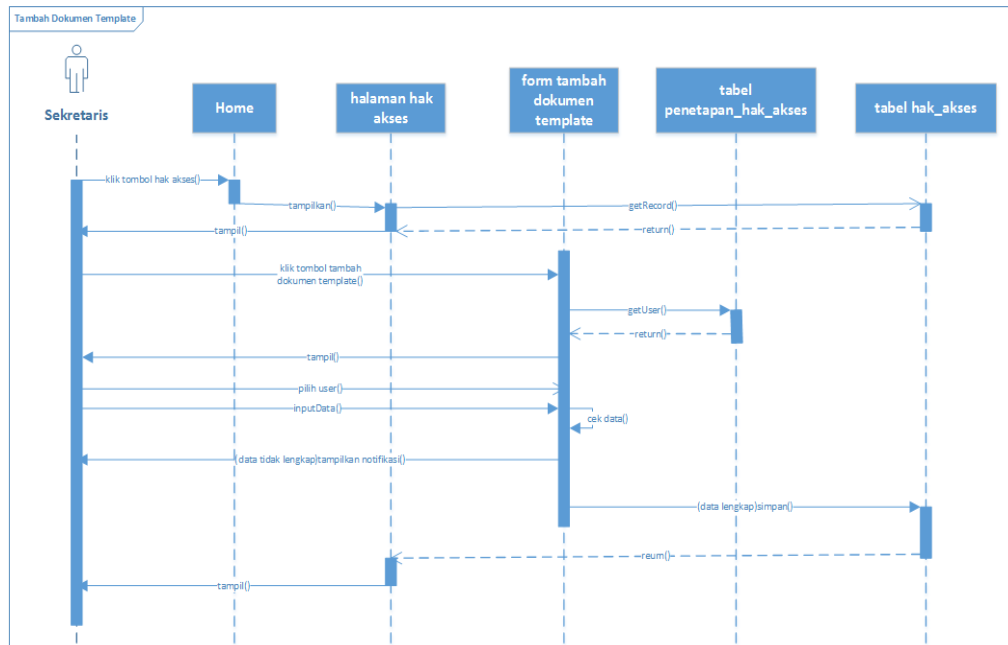 Tambah Dokumen Template
Sekretaris
Home
halaman hak
akses
form tambah
dokumen
template
tabel
penetapan_hak_akses
tabel hak_akses
klik tombol hak akses()
tampilkan()
getRecord()
tampil()
return()
klik tombol tambah
dokumen template()
getUser()
return()
tampil()
pilih user()
inputData()
cek data()
(data tidak lengkap)tampilkan notifikasi()
(data lengkap)simpan()
reurn()
tampil()